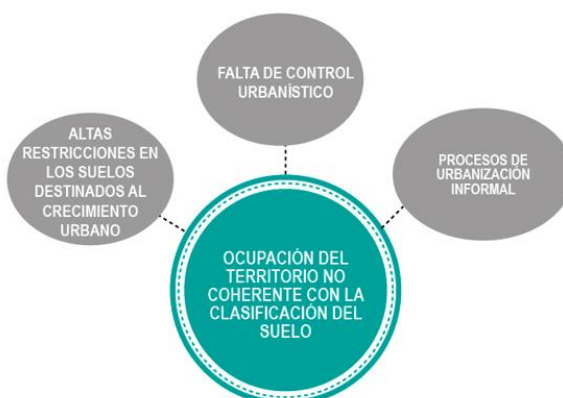 FALTA DE CONTROL
URBANÍSTICO
ALTAS
RESTRICCIONES EN
LOS SUELOS
DESTINADOS AL
CRECIMIENTO
URBANO
PROCESOS DE
URBANIZACIÓN
INFORMAL
OCUPACIÓN DEL
TERRITORIO NO
COHERENTE CON LA
CLASIFICACIÓN DEL
SUELO